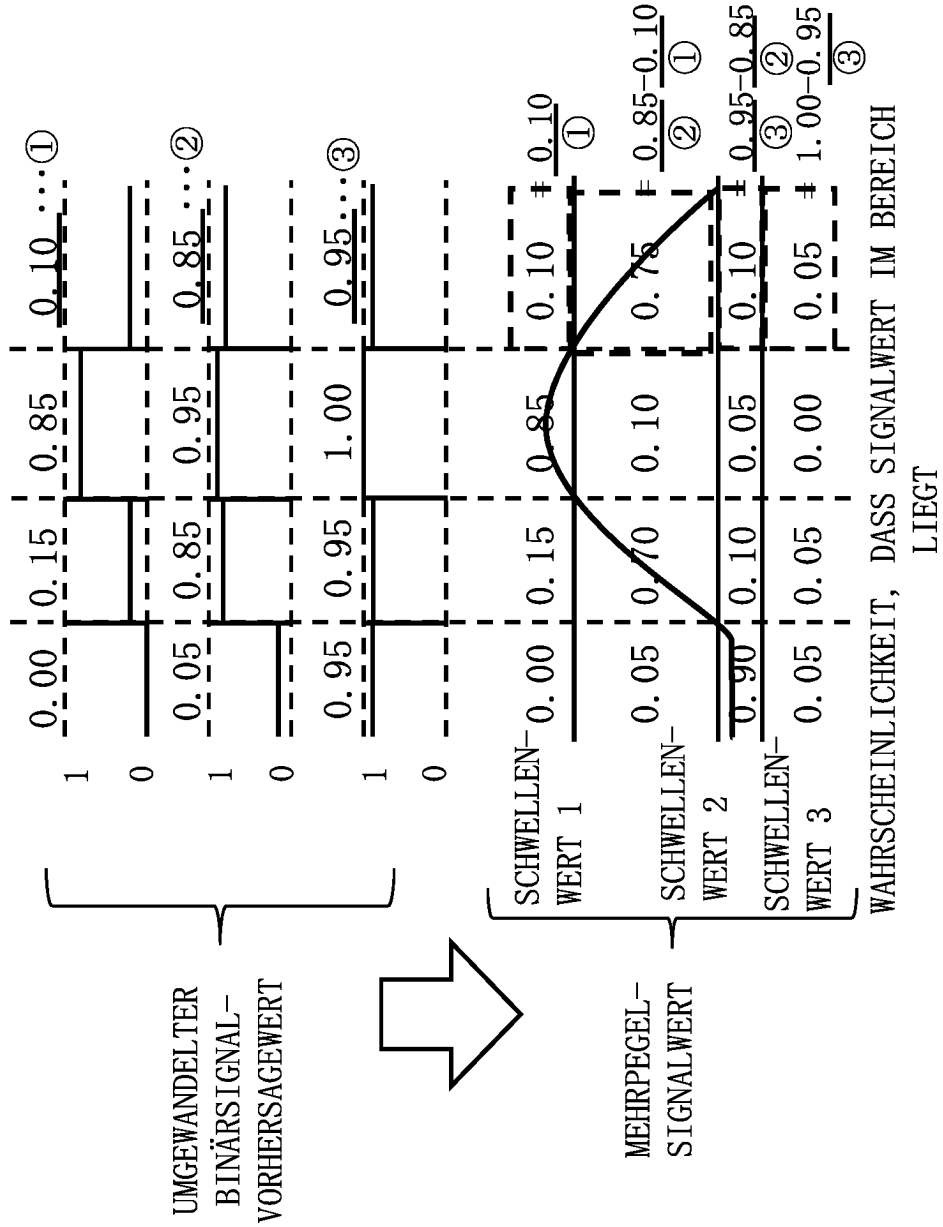 UMGEWANDELTER
BINÄRSIGNAL-
VORHERSAGEWERT
1
0
0.00 0.15 0.85 0.10 ...①
1
0
0.05 0.85 0.95 0.85 ...②
1
0
0.95 0.95 1.00 0.95...③
MEHRPEGEL-
SIGNALWERT
SCHWELLEN-
WERT 1
SCHWELLEN-
WERT 2
SCHWELLEN-
WERT 3
0.00 0.15 0.85 0.10 = 0.10
①
0.05 0.70 0.10 0.75 = 0.85-0.10
② ①
0.90 0.10 0.05 0.10 = 0.95-0.85
③ ②
0.05 0.05 0.00 0.05 = 1.00-0.95
③
WAHRSCHEINLICHKEIT, DASS SIGNALWERT IM BEREICH
LIEGT